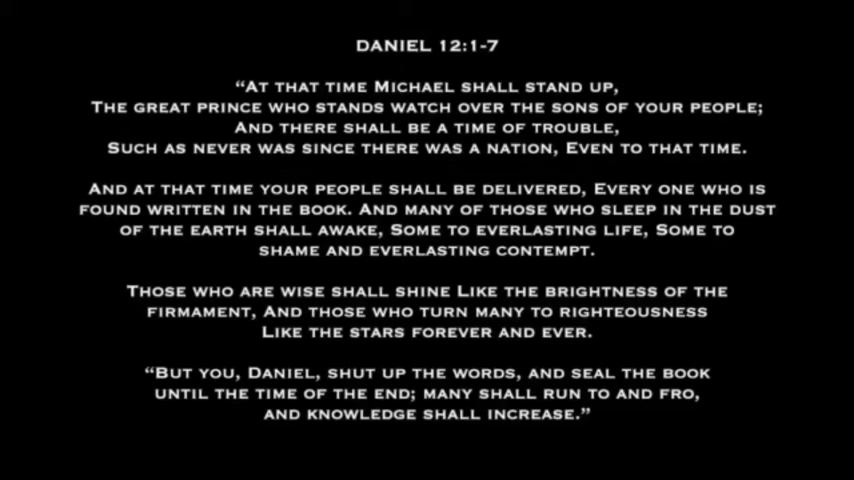 DANIEL 12:1-7
“AT THAT TIME MICHAEL SHALL STAND UP,
THE GREAT PRINCE WHO STANDS WATCH OVER THE SONS OF YOUR PEOPLE;
AND THERE SHALL BE A TIME OF TROUBLE,
SUCH AS NEVER WAS SINCE THERE WAS A NATION, EVEN TO THAT TIME.
AND AT THAT TIME YOUR PEOPLE SHALL BE DELIVERED, EVERY ONE WHO IS
FOUND WRITTEN IN THE BOOK. AND MANY OF THOSE WHO SLEEP IN THE DUST
OF THE EARTH SHALL AWAKE, SOME TO EVERLASTING LIFE, SOME TO
SHAME AND EVERLASTING CONTEMPT.
THOSE WHO ARE WISE SHALL SHINE LIKE THE BRIGHTNESS OF THE
FIRMAMENT, AND THOSE WHO TURN MANY TO RIGHTEOUSNESS
LIKE THE STARS FOREVER AND EVER.
“BUT YOU, DANIEL, SHUT UP THE WORDS, AND SEAL THE BOOK
UNTIL THE TIME OF THE END; MANY SHALL RUN TO AND FRO,
AND KNOWLEDGE SHALL INCREASE.”